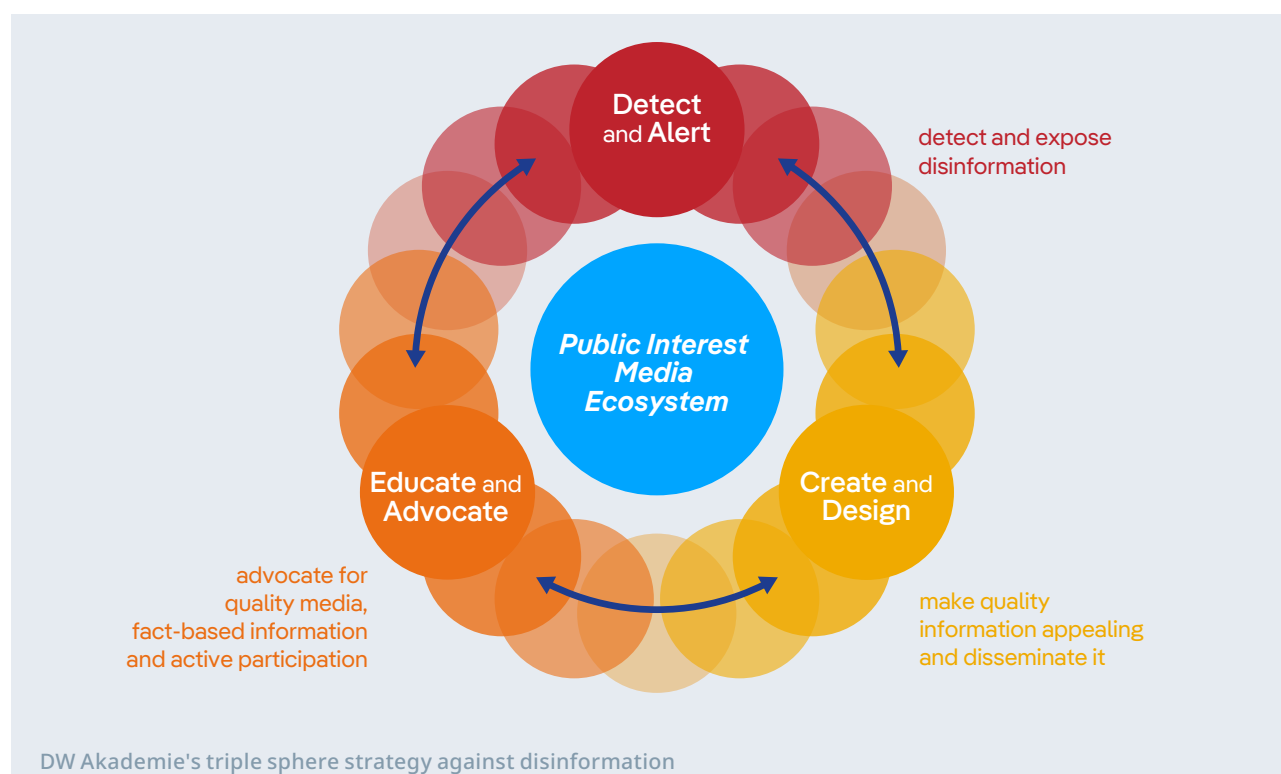 Detect
and Alert
detect and expose
disinformation
Public Interest
Media
Ecosystem
Educate and
Advocate
Create and
Design
advocate for
quality media,
fact-based information
and active participation
make quality
information appealing
and disseminate it
DW Akademie's triple sphere strategy against disinformation